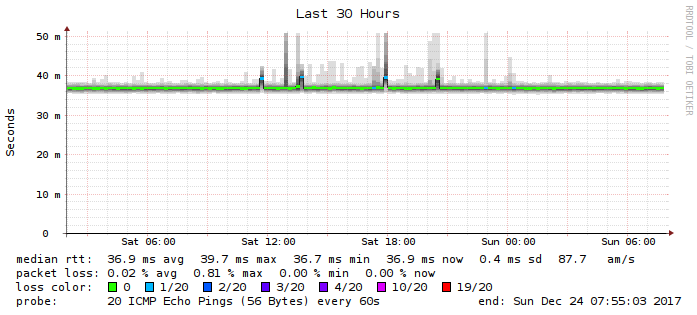 Last 30 Hours
RRDTOOL / TOBI OETIKER
Seconds
50 m
40 m
30 m
20 m
10 m
0
Sat 06:00 Sat 12:00 Sat 18:00 Sun 00:00 Sun 06:00
median rtt: 36.9 ms avg 39.7 ms max 36.7 ms min 36.9 ms now 0.4 ms sd 87.7 am/s
packet loss: 0.02 % avg 0.81 % max 0.00 % min 0.00 % now
loss color: 0 1/20 2/20 3/20 4/20 10/20 19/20
probe: 20 ICMP Echo Pings (56 Bytes) every 60s end: Sun Dec 24 07:55:03 2017